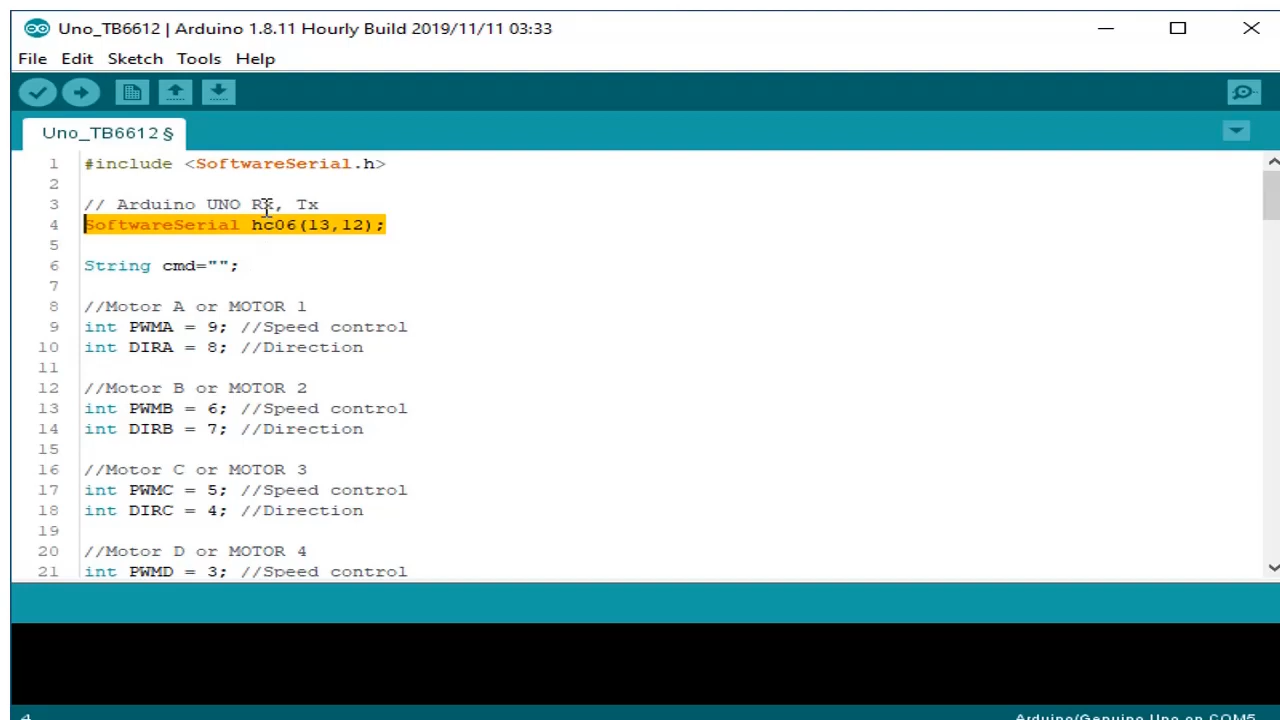 Uno_TB6612 | Arduino 1.8.11 Hourly Build 2019/11/11 03:33
File Edit Sketch Tools Help
Uno_TB6612 §
1 #include <SoftwareSerial.h>
2
3 // Arduino UNO RX, Tx
4 SoftwareSerial hc06(13,12);
5
6 String cmd="";
7
8 //Motor A or MOTOR 1
9 int PWMA = 9; //Speed control
10 int DIRA = 8; //Direction
11
12 //Motor B or MOTOR 2
13 int PWMB = 6; //Speed control
14 int DIRB = 7; //Direction
15
16 //Motor C or MOTOR 3
17 int PWMC = 5; //Speed control
18 int DIRC = 4; //Direction
19
20 //Motor D or MOTOR 4
21 int PWMD = 3; //Speed control
4 Arduino/Genuino Uno on COM5